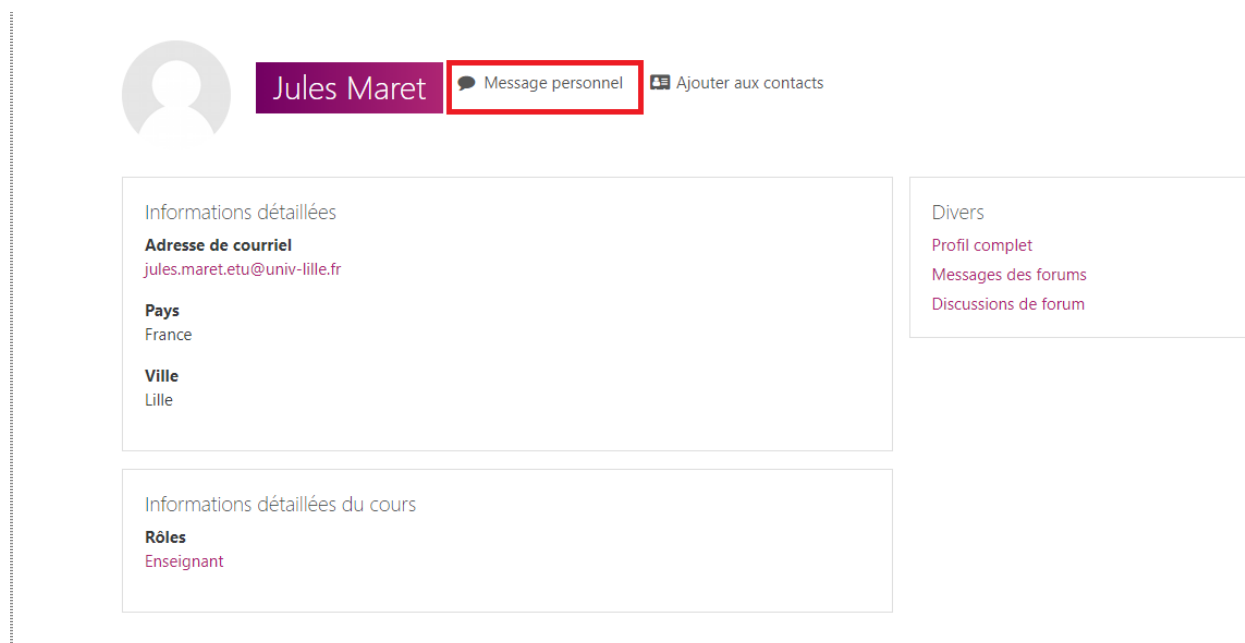 Jules Maret
Message personnel
Ajouter aux contacts
Informations détaillées
Adresse de courriel
jules.maret.etu@univ-lille.fr
Pays
France
Ville
Lille
Informations détaillées du cours
Rôles
Enseignant
Divers
Profil complet
Messages des forums
Discussions de forum